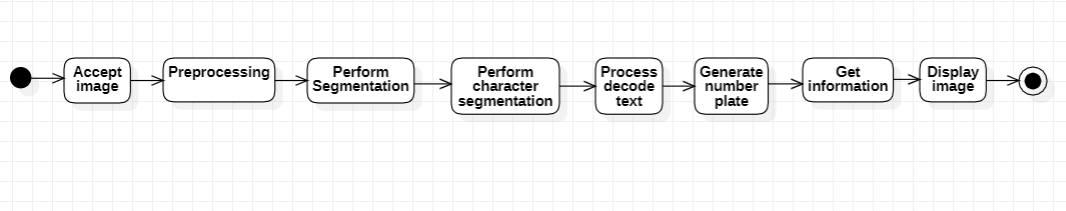 Accept
image
Preprocessing
Perform
Segmentation
Perform
character
segmentation
Process
decode
text
Generate
number
plate
Get
information
Display
image